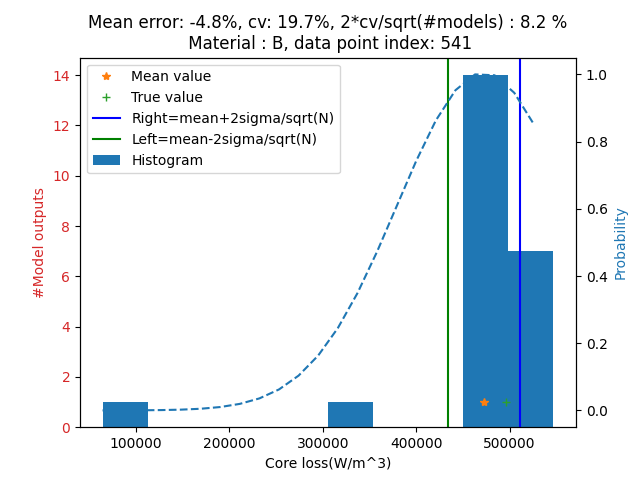 Mean error: -4.8%, cv: 19.7%, 2*cv/sqrt(#models) : 8.2 %
Material : B, data point index: 541
Mean value
True value
Right=mean+2sigma/sqrt(N)
Left=mean-2sigma/sqrt(N)
Histogram
#Model outputs
14
12
10
8
6
4
2
0
1.0
0.8
0.6
0.4
0.2
0.0
Probability
100000
200000
300000
400000
500000
Core loss(W/m^3)